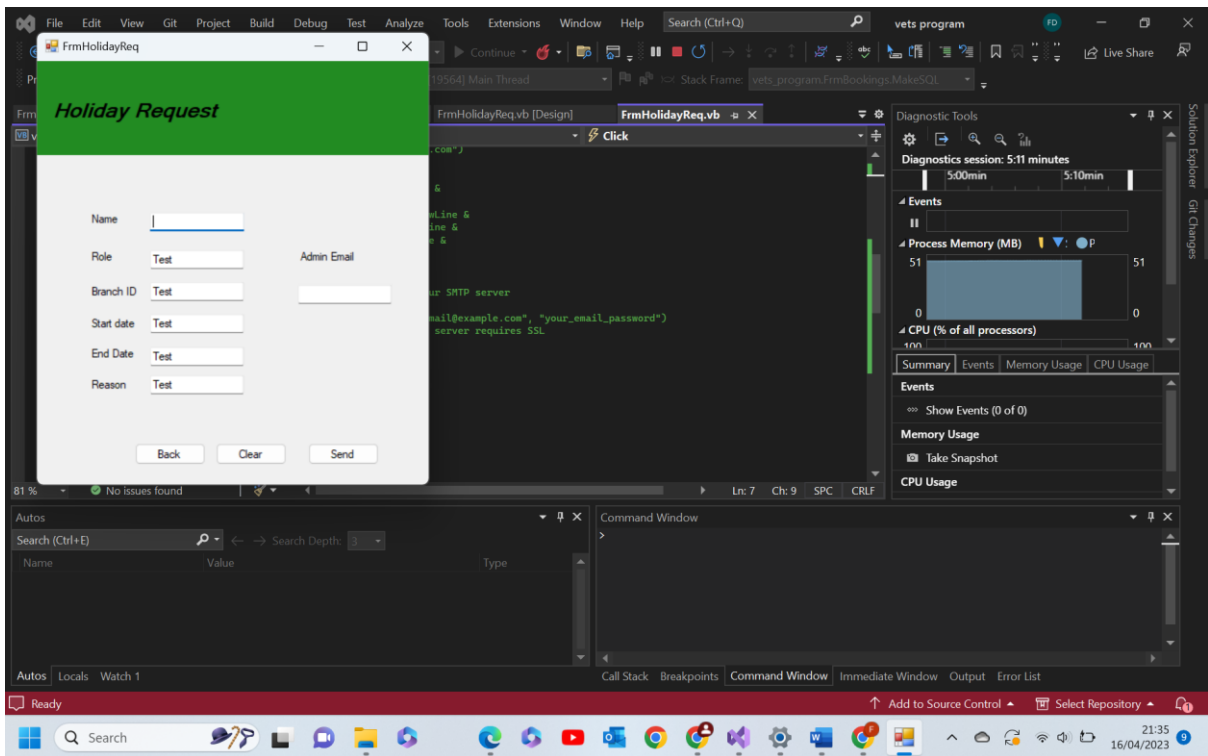 File Edit View Git Project Build Debug Test Analyze Tools Extensions Window Help Search (Ctrl+Q) vets program FD
FrmHolidayReq
Continue
Live Share
[19564] Main Thread
Stack Frame: vets_program.FrmBookings.MakeSQL
FrmHolidayReq.vb [Design] FrmHolidayReq.vb
Click
Holiday Request
Name
Role Test
Admin Email
Branch ID Test
Start date Test
End Date Test
Reason Test
Back Clear Send
.com")
&
wLine &
ine &
e &
ur SMTP server
mail@example.com", "your_email_password")
server requires SSL
81 % No issues found Ln: 7 Ch: 9 SPC CRLF
Diagnostic Tools
Diagnostics session: 5:11 minutes
5:00min 5:10min
Events
Process Memory (MB) P
51 51
0 0
CPU (% of all processors)
100 100
Summary Events Memory Usage CPU Usage
Events
Show Events (0 of 0)
Memory Usage
Take Snapshot
CPU Usage
Solution Explorer
Git Changes
Autos
Search (Ctrl+E) Search Depth: 3
Name Value Type
Autos Locals Watch 1
Command Window
>
Call Stack Breakpoints Command Window Immediate Window Output Error List
Ready Add to Source Control Select Repository
Search
21:35
16/04/2023
9